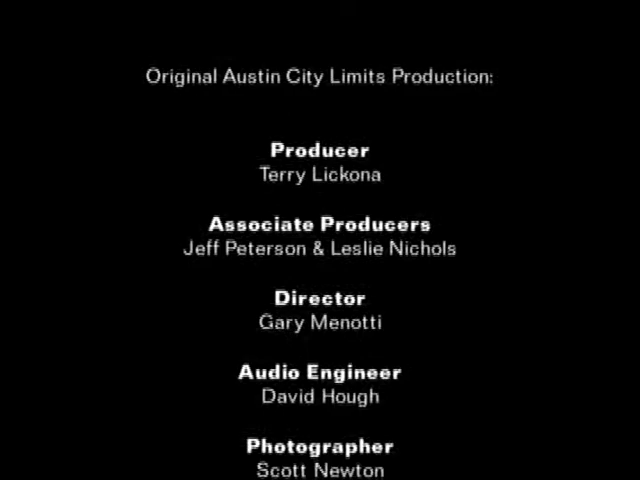 Original Austin City Limits Production:
Producer
Terry Lickona
Associate Producers
Jeff Peterson & Leslie Nichols
Director
Gary Menotti
Audio Engineer
David Hough
Photographer
Scott Newton